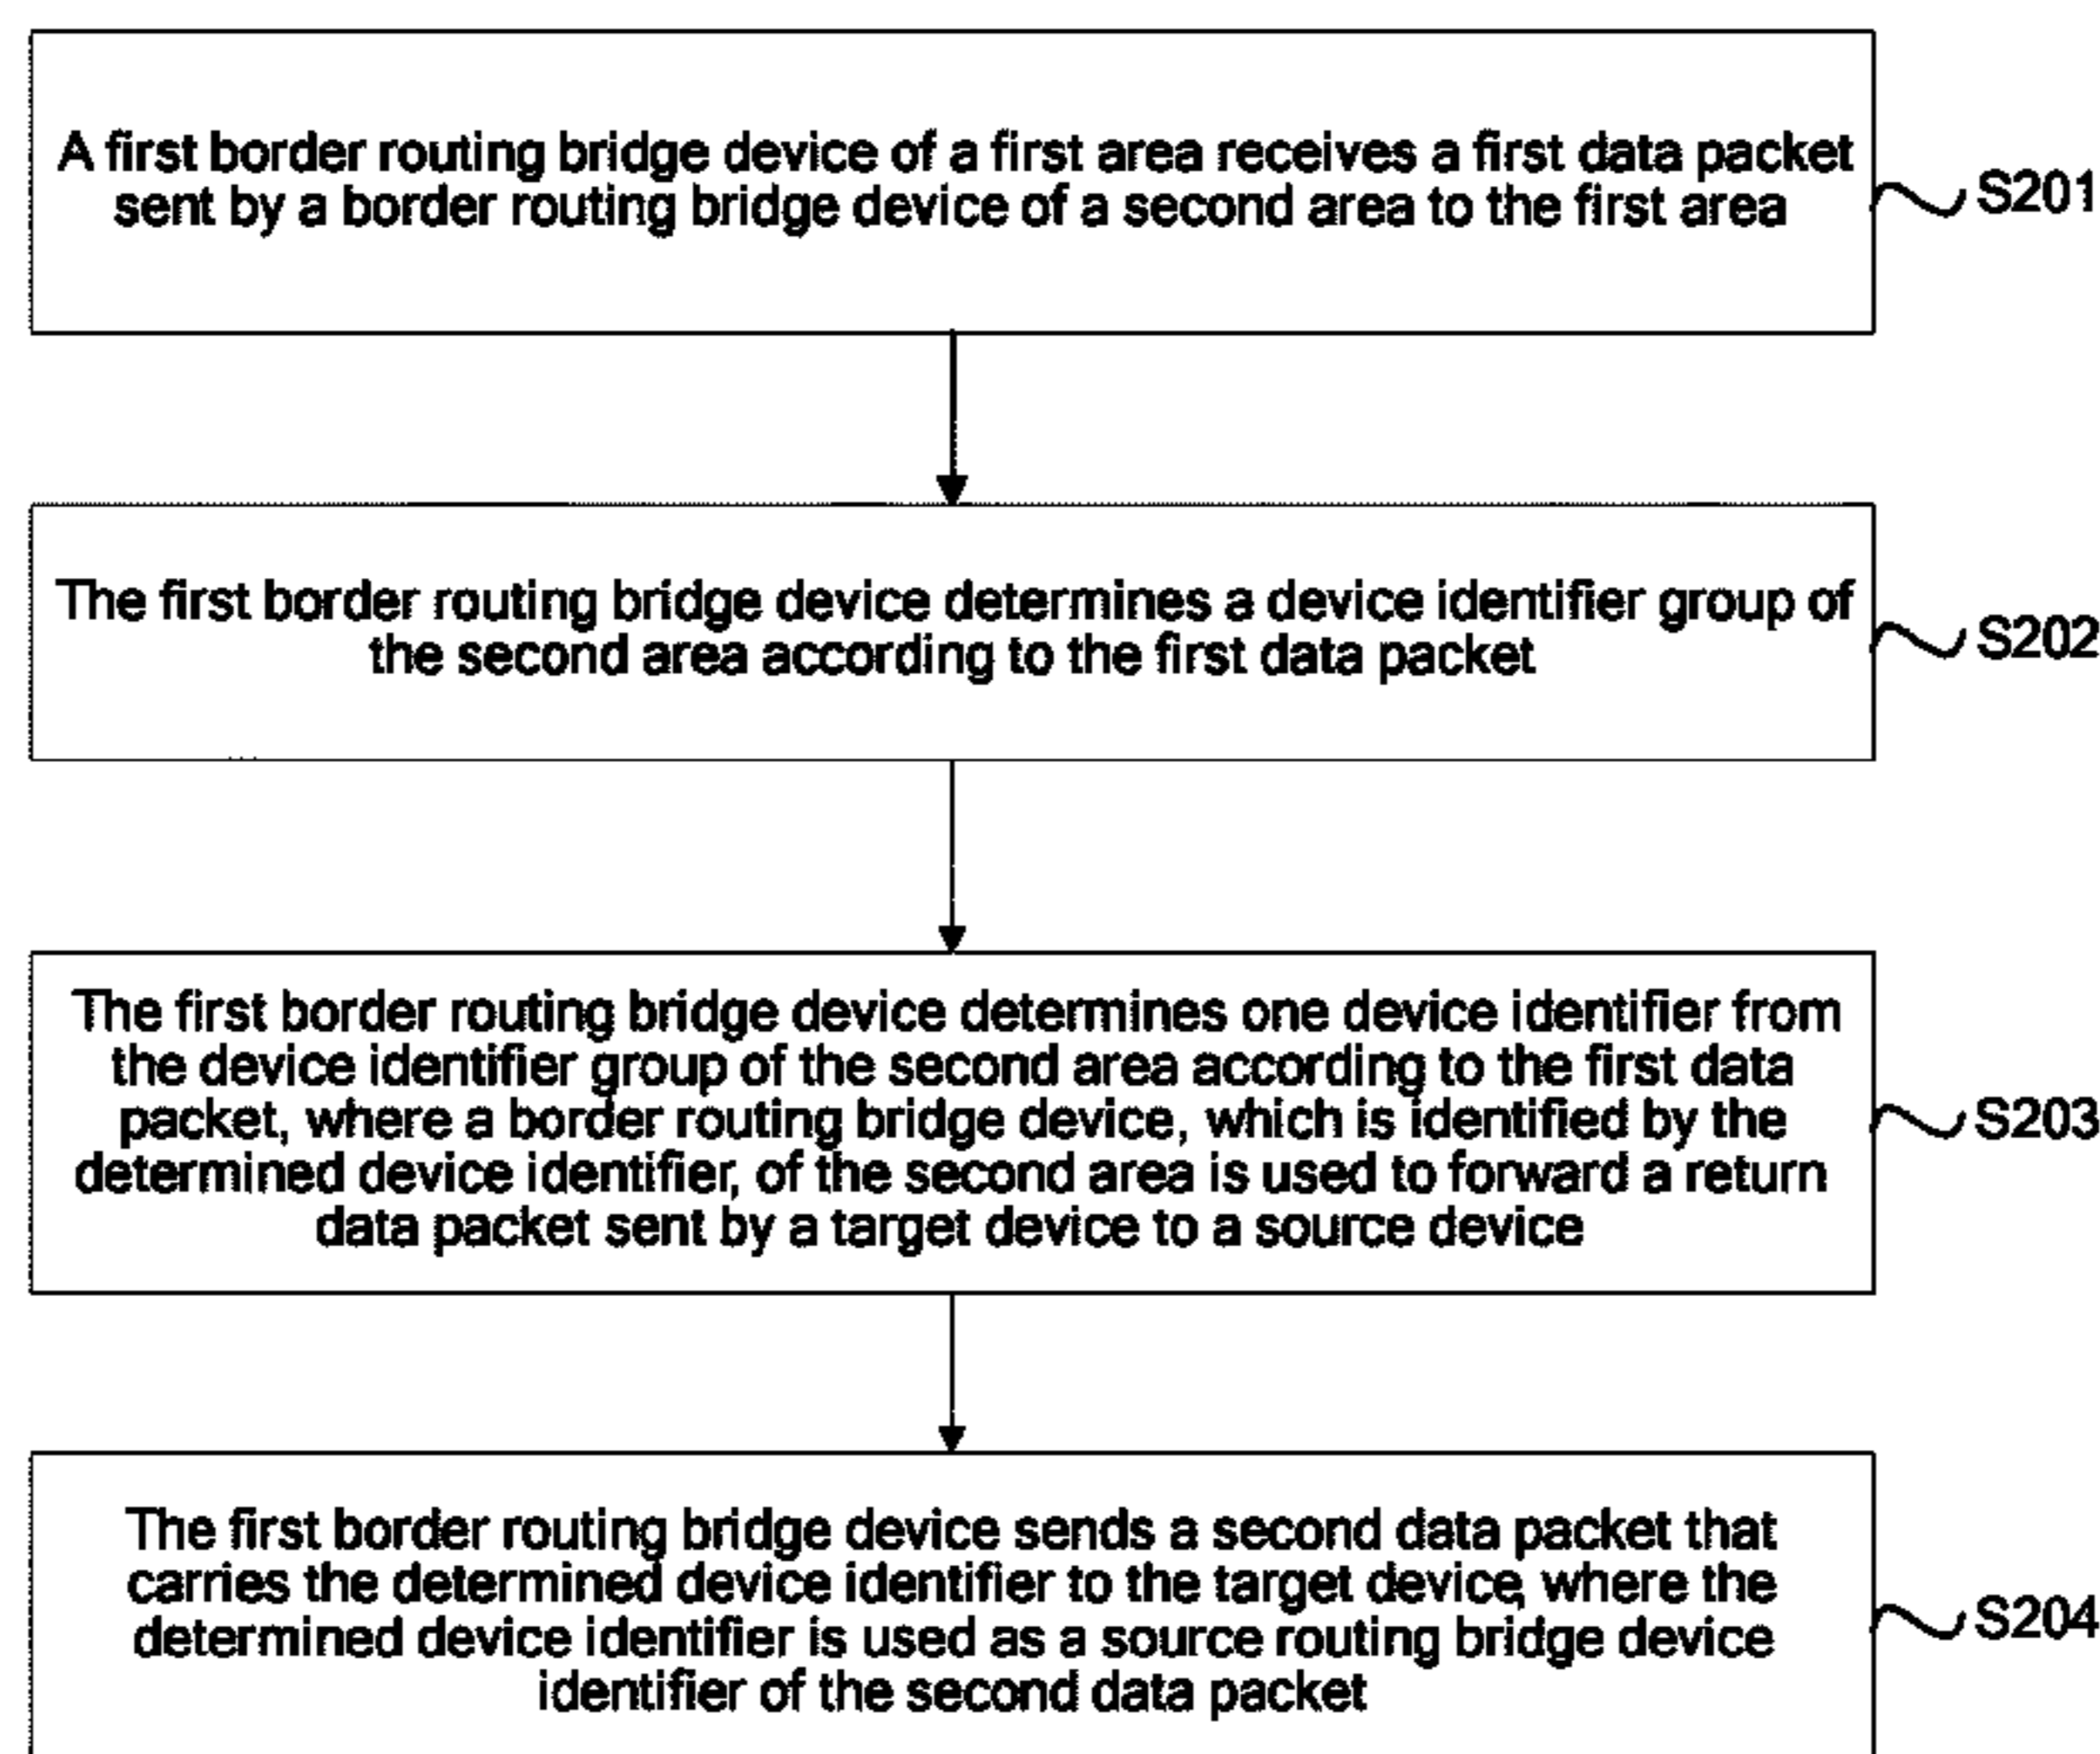 A first border routing bridge device of a first area receives a first data packet
sent by a border routing bridge device of a second area to the first area
S201
The first border routing bridge device determines a device identifier group of
the second area according to the first data packet
S202
The first border routing bridge device determines one device identifier from
the device identifier group of the second area according to the first data
packet, where a border routing bridge device, which is identified by the
determined device identifier, of the second area is used to forward a return
data packet sent by a target device to a source device
S203
The first border routing bridge device sends a second data packet that
carries the determined device identifier to the target device, where the
determined device identifier is used as a source routing bridge device
identifier of the second data packet
S204